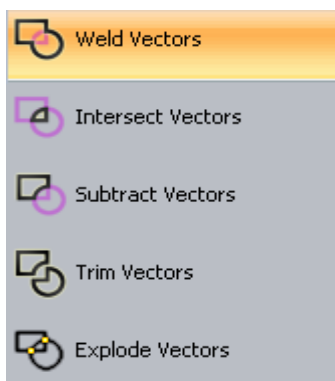 Weld Vectors
Intersect Vectors
Subtract Vectors
Trim Vectors
Explode Vectors